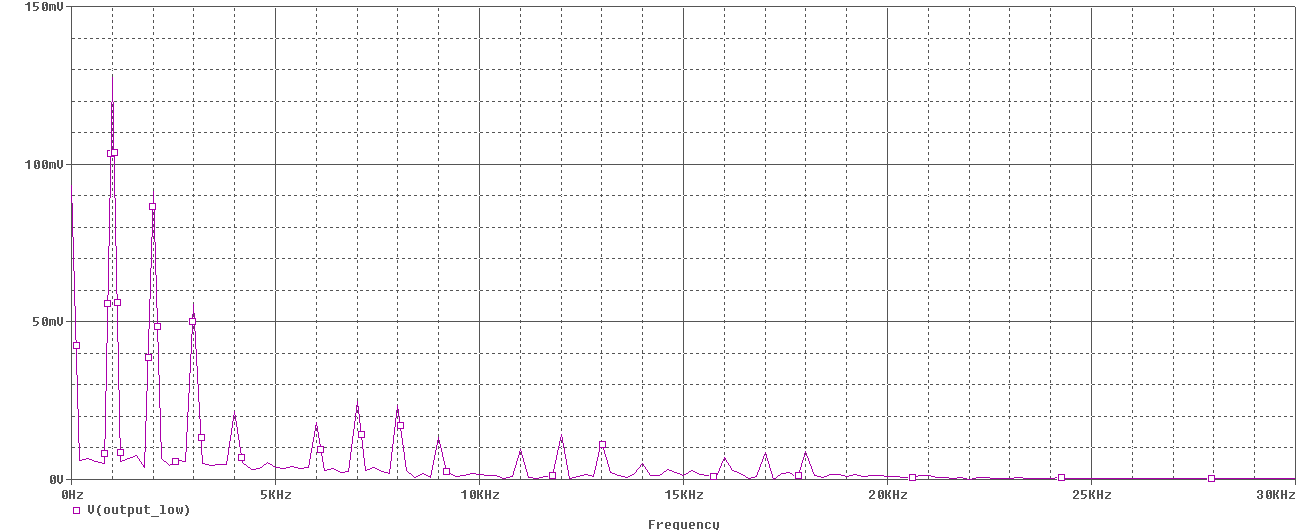 150mV
100mV
50mV
0V
0Hz 5KHz 10KHz 15KHz 20KHz 25KHz 30KHz
V(output_low)
Frequency